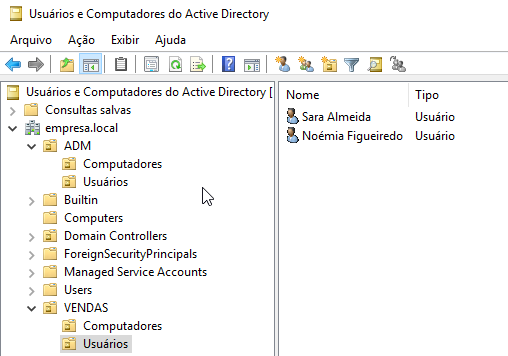 Usuários e Computadores do Active Directory
Arquivo Ação Exibir Ajuda
Usuários e Computadores do Active Directory [
Consultas salvas
empresa.local
ADM
Computadores
Usuários
Builtin
Computers
Domain Controllers
ForeignSecurityPrincipals
Managed Service Accounts
Users
VENDAS
Computadores
Usuários
Nome Tipo
Sara Almeida Usuário
Noémia Figueiredo Usuário